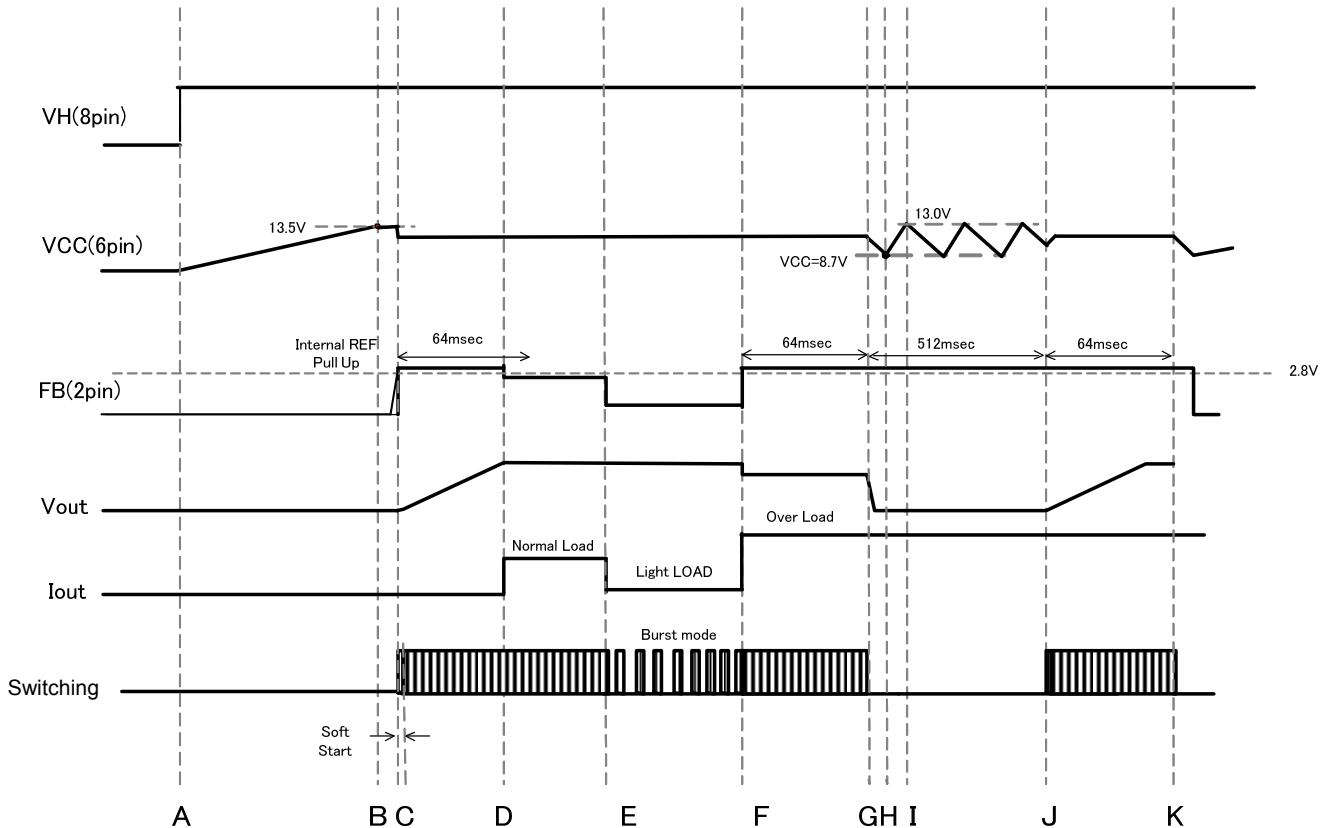 VH(8pin)
13.5V
13.0V
VCC(6pin)
VCC=8.7V
Internal REF
Pull Up
64msec
64msec
512msec
64msec
2.8V
FB(2pin)
Vout
Over Load
Normal Load
Light LOAD
Iout
Burst mode
Switching
Soft
Start
A B C D E F G H I J K